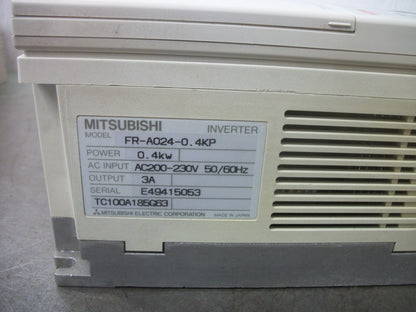 MITSUBISHI INVERTER
MODEL FR-A024-0.4KP
POWER 0.4kw
AC INPUT AC200-230V 50/60Hz
OUTPUT 3A
SERIAL E49415053
TC100A185G63
MITSUBISHI ELECTRIC CORPORATION MADE IN JAPAN